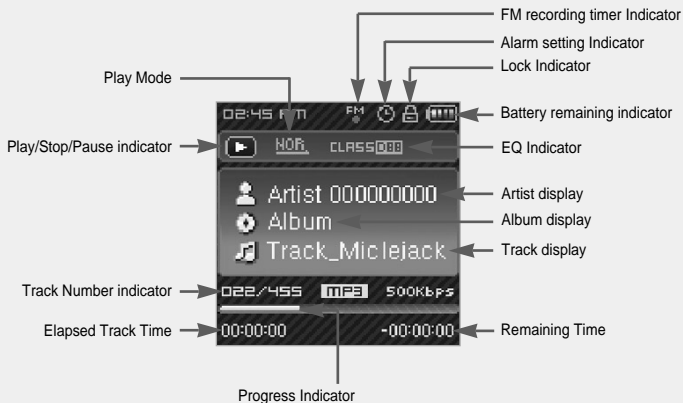 FM recording timer Indicator
Alarm setting Indicator
Lock Indicator
Play Mode
02:45 PM FM
Battery remaining indicator
Play/Stop/Pause indicator
NOR. CLASS
EQ Indicator
Artist 000000000
Artist display
Album
Album display
Track_Miclejack
Track display
Track Number indicator
022/455 MP3 500Kbps
Elapsed Track Time
00:00:00 -00:00:00
Remaining Time
Progress Indicator